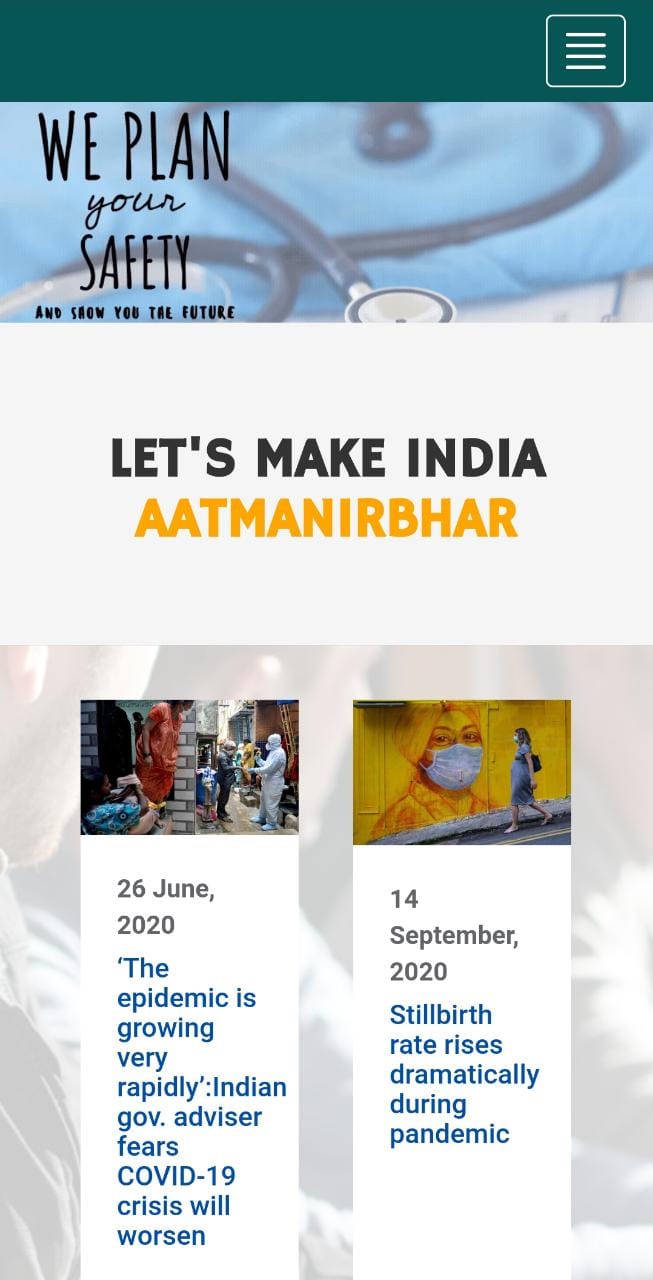 WE PLAN
your
SAFETY
AND SHOW YOU THE FUTURE
LET'S MAKE INDIA
AATMANIRBHAR
26 June,
2020
‘The
epidemic is
growing
very
rapidly’:Indian
gov. adviser
fears
COVID-19
crisis will
worsen
14
September,
2020
Stillbirth
rate rises
dramatically
during
pandemic